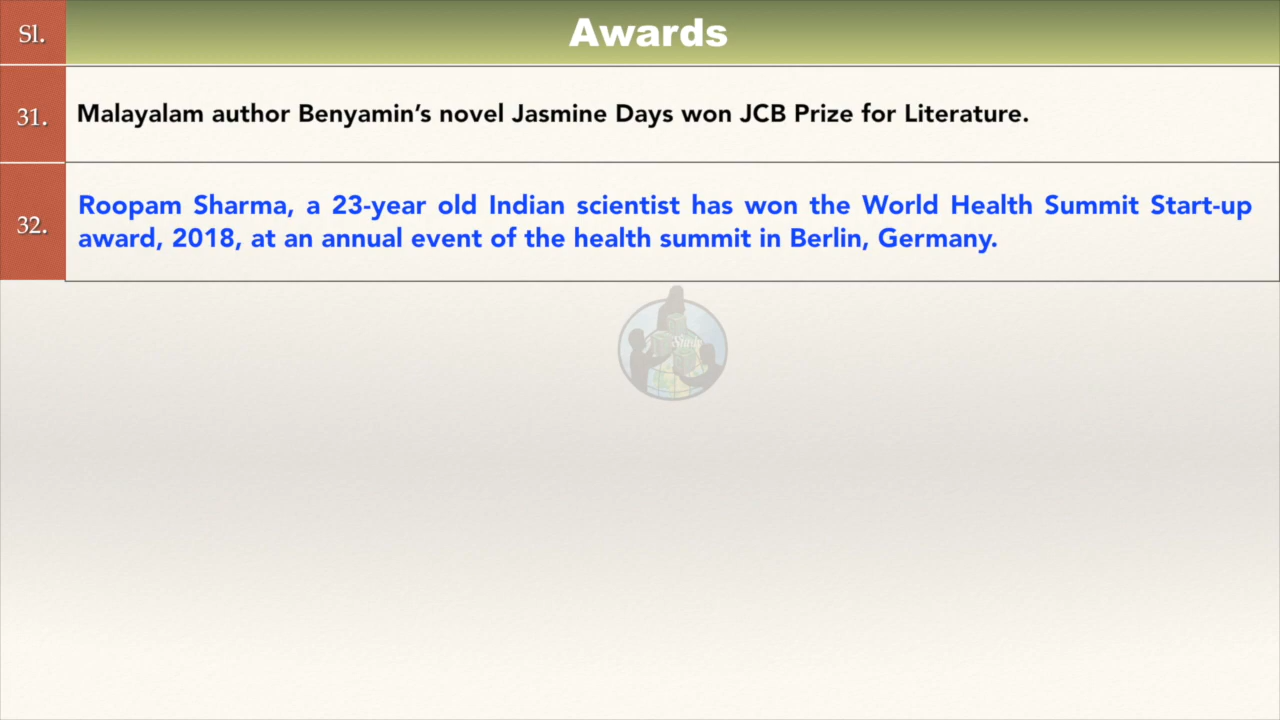 Sl.
Awards
31.
Malayalam author Benyamin’s novel Jasmine Days won JCB Prize for Literature.
32.
Roopam Sharma, a 23-year old Indian scientist has won the World Health Summit Start-up
award, 2018, at an annual event of the health summit in Berlin, Germany.
Study